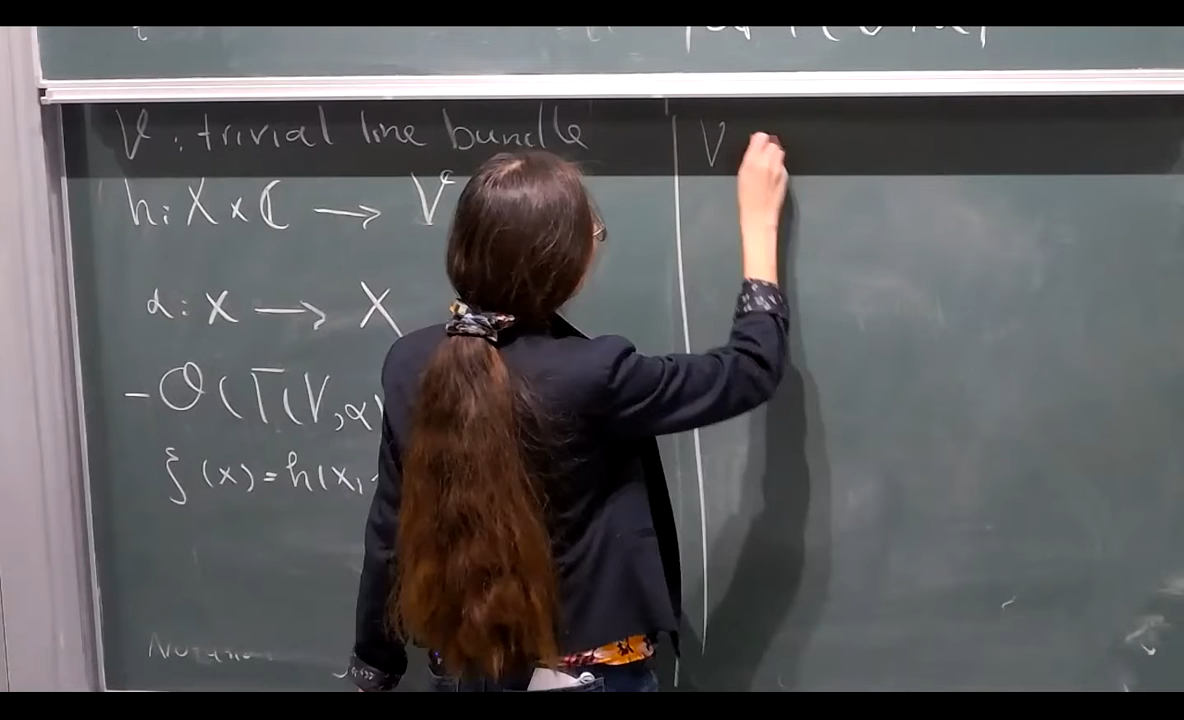 V : trivial line bundle
h: X × ℂ ⟶ V
α: X ⟶ X
- 𝒪(Γ(V, α)
ξ(x) = h(x,
V